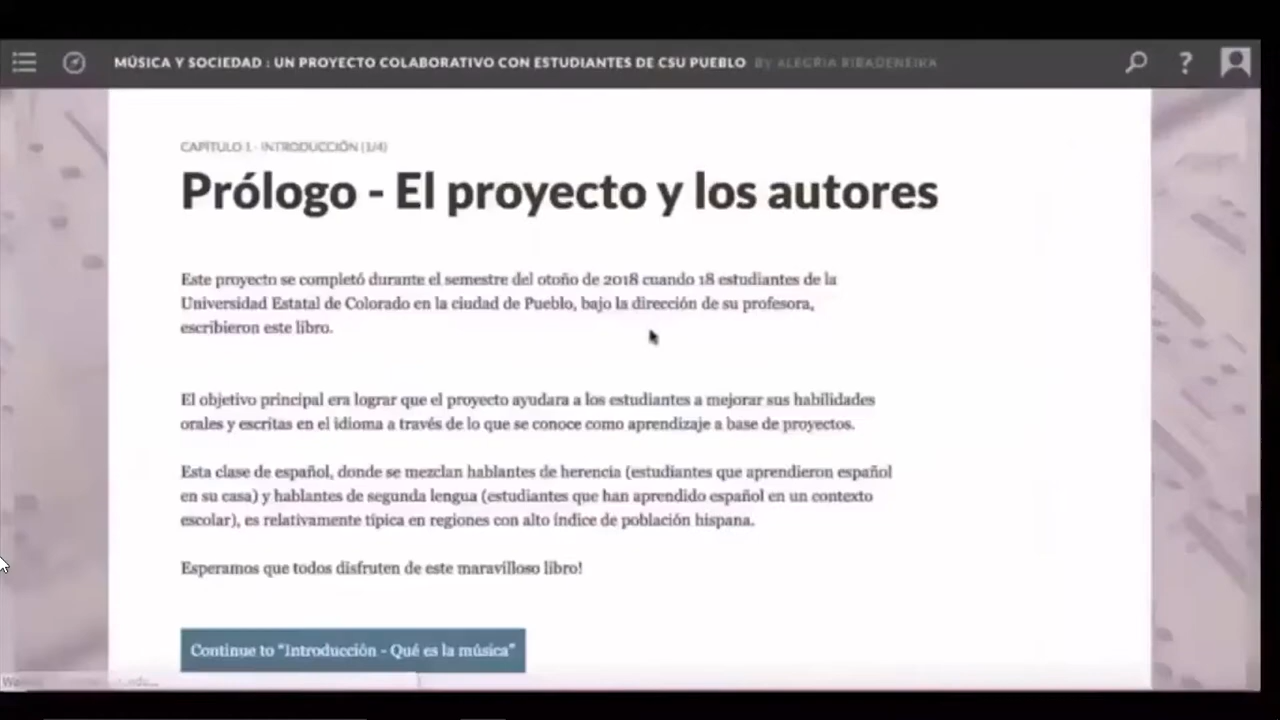 MÚSICA Y SOCIEDAD : UN PROYECTO COLABORATIVO CON ESTUDIANTES DE CSU PUEBLO BY ALEGRIA RIBADENEIRA
?
CAPÍTULO 1.- INTRODUCCIÓN (1/4)
Prólogo - El proyecto y los autores
Este proyecto se completó durante el semestre del otoño de 2018 cuando 18 estudiantes de la
Universidad Estatal de Colorado en la ciudad de Pueblo, bajo la dirección de su profesora,
escribieron este libro.
El objetivo principal era lograr que el proyecto ayudara a los estudiantes a mejorar sus habilidades
orales y escritas en el idioma a través de lo que se conoce como aprendizaje a base de proyectos.
Esta clase de español, donde se mezclan hablantes de herencia (estudiantes que aprendieron español
en su casa) y hablantes de segunda lengua (estudiantes que han aprendido español en un contexto
escolar), es relativamente típica en regiones con alto índice de población hispana.
Esperamos que todos disfruten de este maravilloso libro!
Continue to “Introducción - Qué es la música”